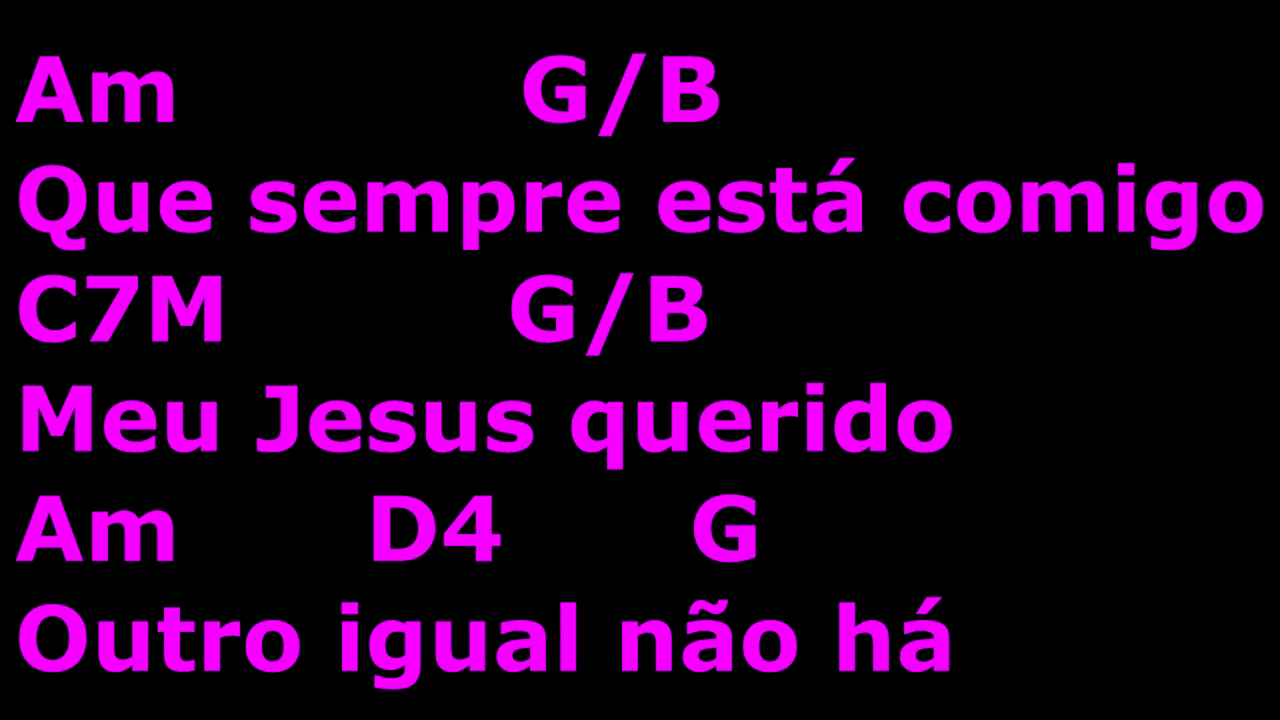 Am G/B
Que sempre está comigo
C7M G/B
Meu Jesus querido
Am D4 G
Outro igual não há